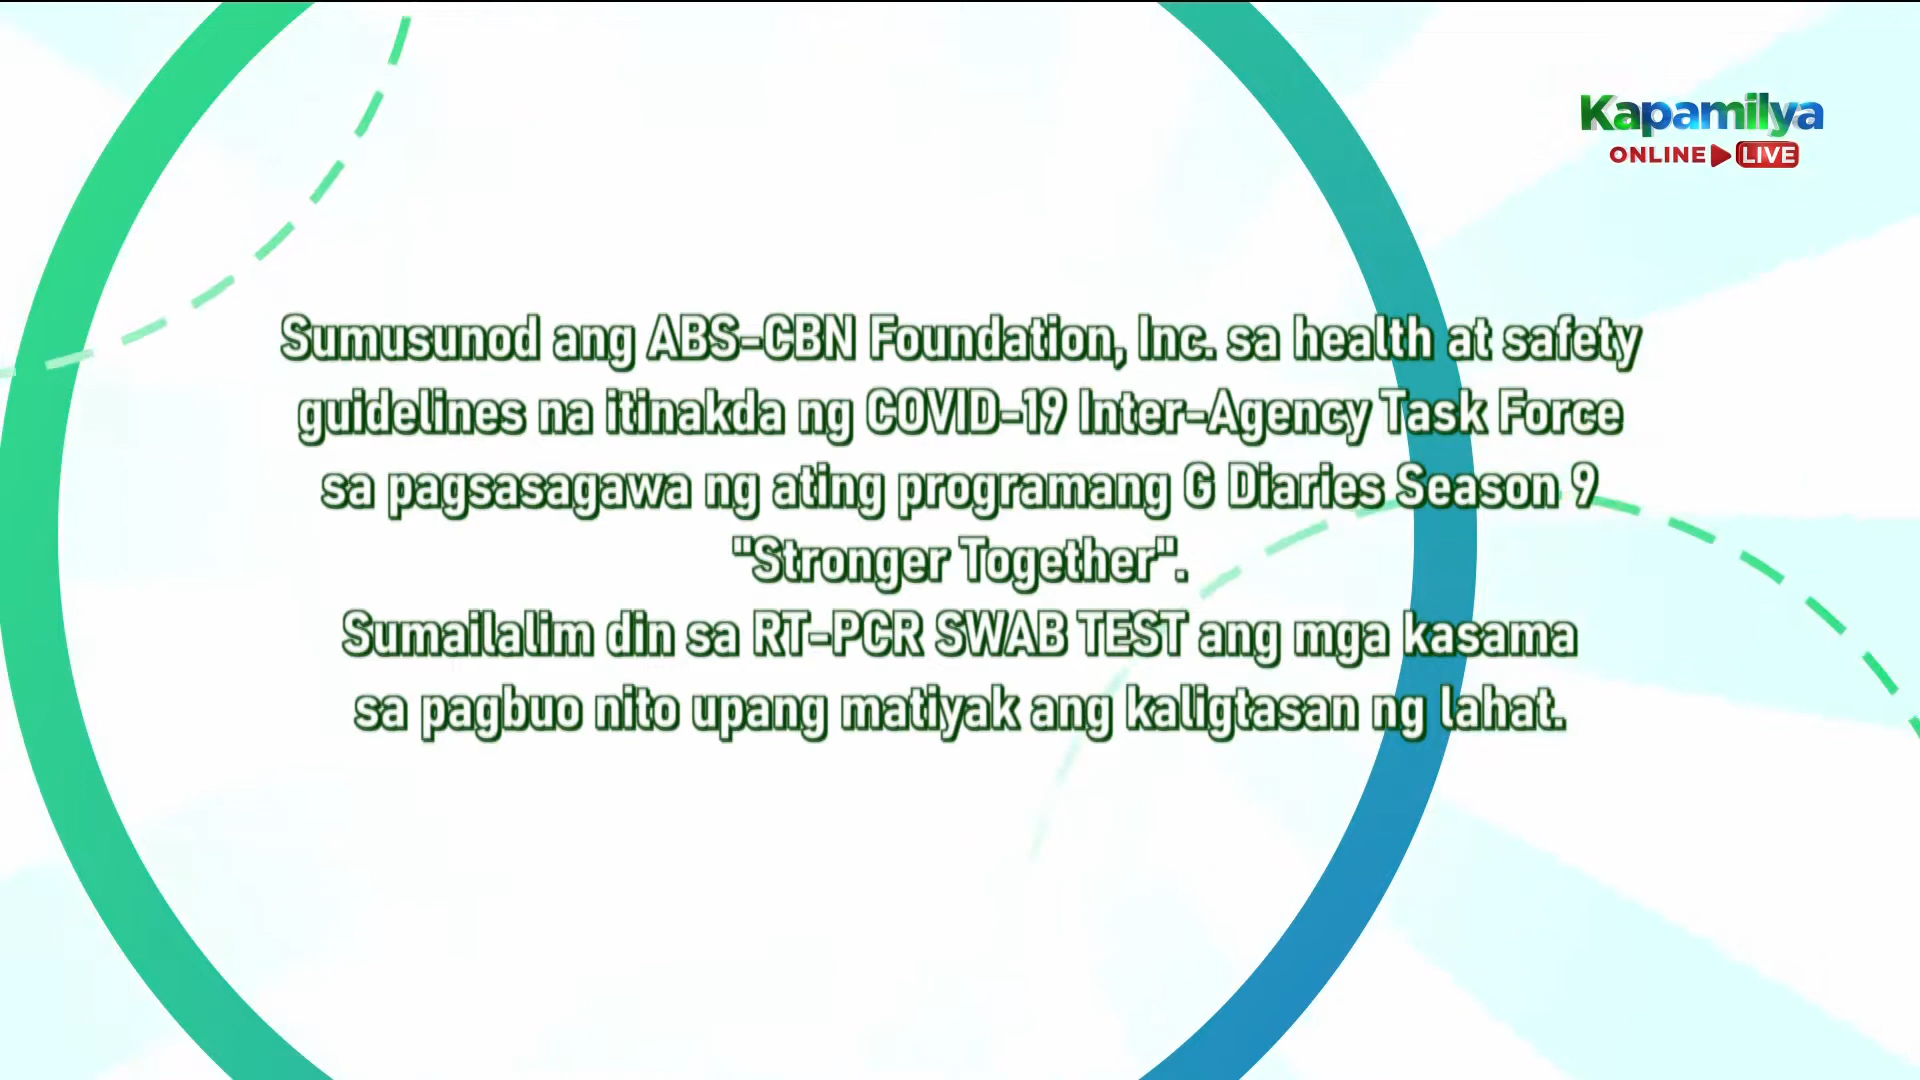 Kapamilya
ONLINE LIVE
Sumusunod ang ABS-CBN Foundation, Inc. sa health at safety
guidelines na itinakda ng COVID-19 Inter-Agency Task Force
sa pagsasagawa ng ating programang G Diaries Season 9
"Stronger Together".
Sumailalim din sa RT-PCR SWAB TEST ang mga kasama
sa pagbuo nito upang matiyak ang kaligtasan ng lahat.